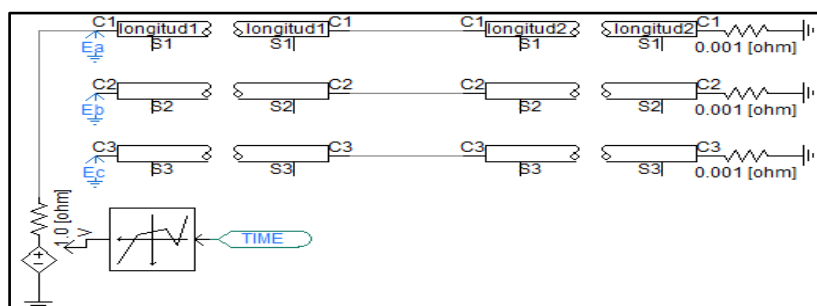 C1 longitud1 longitud1 C1 C1 longitud2 longitud2 C1
S1 S1 S1 S1
Ea 0.001 [ohm]
C2 C2 C2 C2
S2 S2 S2 S2
Eb 0.001 [ohm]
C3 C3 C3 C3
S3 S3 S3 S3
Ec 0.001 [ohm]
1.0 [ohm]
V
TIME
+
-